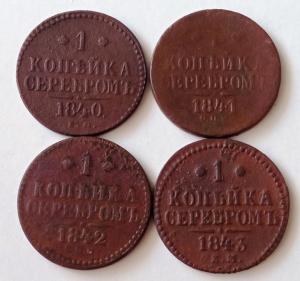 * 1 *
КОПѢЙКА
СЕРЕБРОМЪ
1840.
1
КОПѢЙКА
СЕРЕБРОМЪ
1841
* 1 *
КОПѢЙКА
СЕРЕБРОМЪ
1842
* 1 *
КОПѢЙКА
СЕРЕБРОМЪ
1843
Е.М.